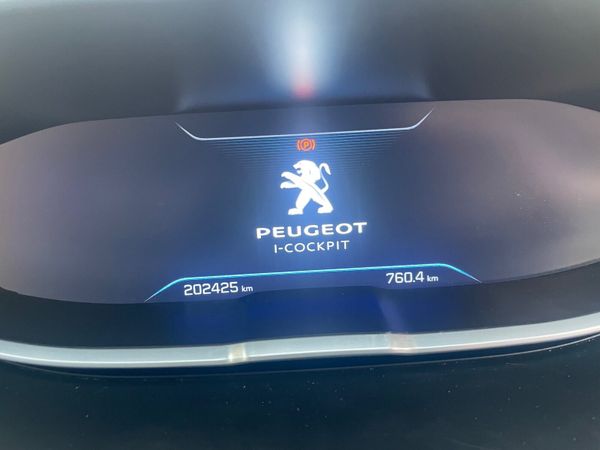 (P)
PEUGEOT
I-COCKPIT
202425 km 760.4 km